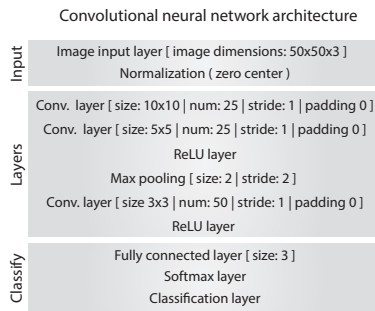 Convolutional neural network architecture
Input
Image input layer [ image dimensions: 50x50x3 ]
Normalization ( zero center )
Layers
Conv. layer [ size: 10x10 | num: 25 | stride: 1 | padding 0 ]
Conv. layer [ size: 5x5 | num: 25 | stride: 1 | padding 0 ]
ReLU layer
Max pooling [ size: 2 | stride: 2 ]
Conv. layer [ size 3x3 | num: 50 | stride: 1 | padding 0 ]
ReLU layer
Classify
Fully connected layer [ size: 3 ]
Softmax layer
Classification layer